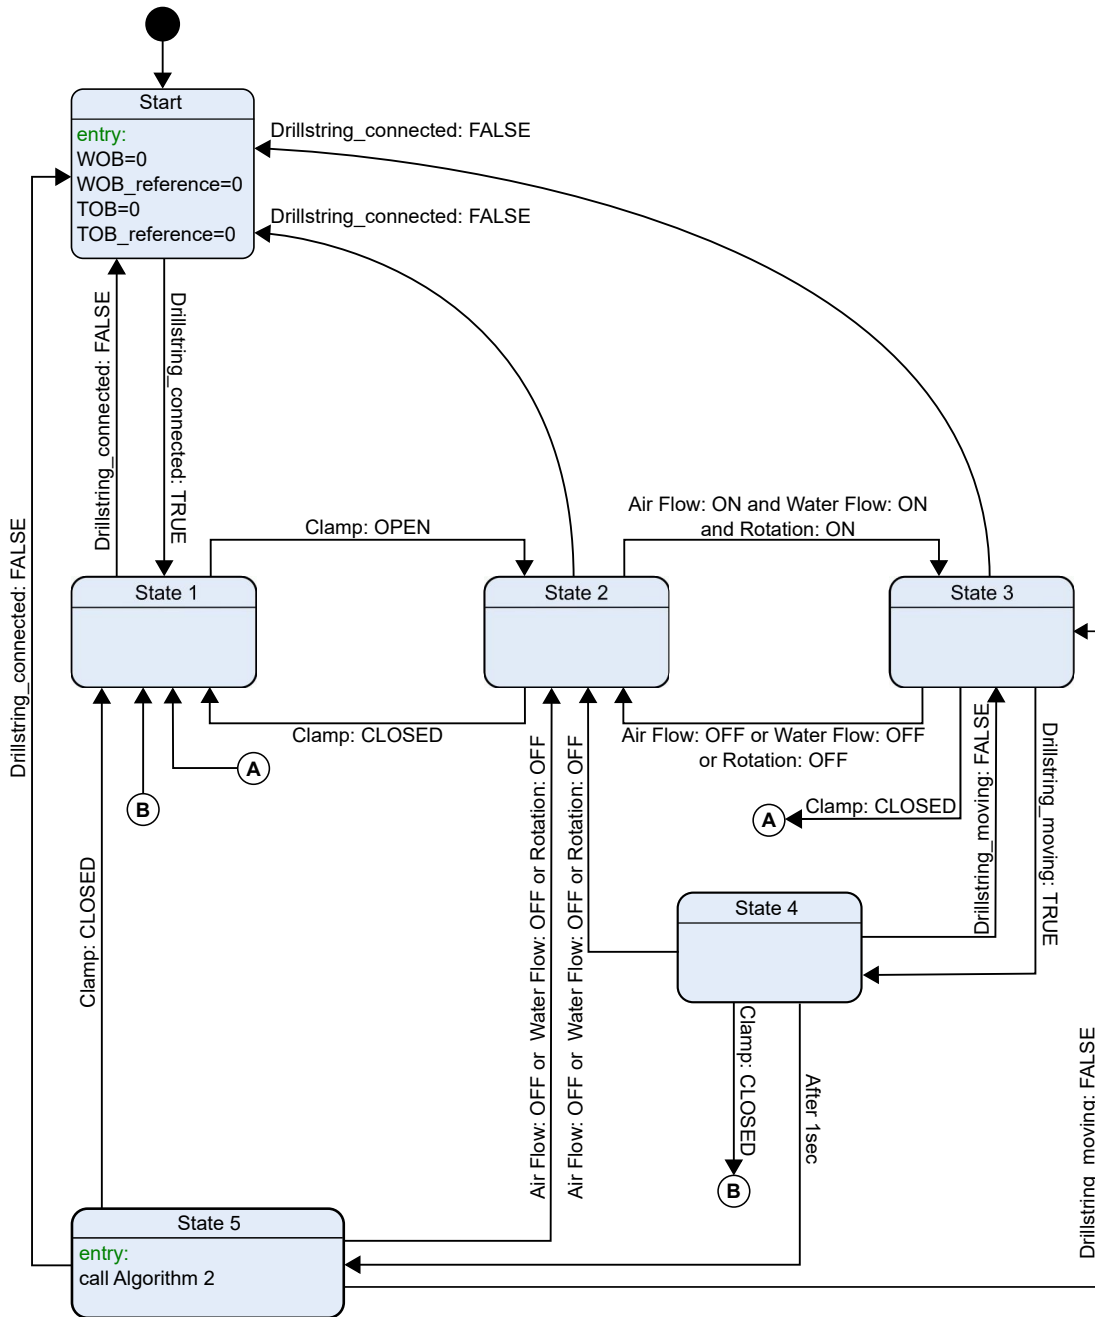 Start
entry:
WOB=0
WOB_reference=0
TOB=0
TOB_reference=0
Drillstring_connected: FALSE
Drillstring_connected: FALSE
Drillstring_connected: FALSE
Drillstring_connected: TRUE
Drillstring_connected: FALSE
Clamp: OPEN
Air Flow: ON and Water Flow: ON
and Rotation: ON
State 1
State 2
State 3
Clamp: CLOSED
Air Flow: OFF or Water Flow: OFF
or Rotation: OFF
A
B
A
Clamp: CLOSED
Drillstring_moving: FALSE
Drillstring_moving: TRUE
Clamp: CLOSED
Air Flow: OFF or Water Flow: OFF or Rotation: OFF
Air Flow: OFF or Water Flow: OFF or Rotation: OFF
State 4
Clamp: CLOSED
After 1sec
B
Drillstring_moving: FALSE
State 5
entry:
call Algorithm 2